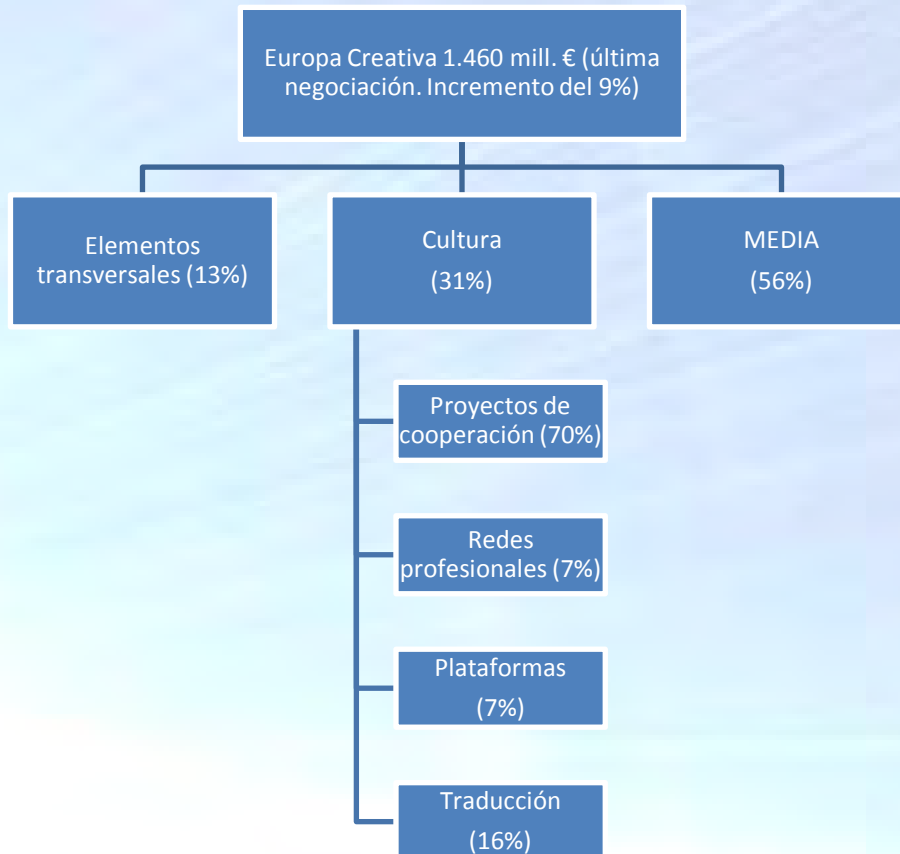 Europa Creativa 1.460 mill. € (última
negociación. Incremento del 9%)
Elementos
transversales (13%)
Cultura
(31%)
MEDIA
(56%)
Proyectos de
cooperación (70%)
Redes
profesionales (7%)
Plataformas
(7%)
Traducción
(16%)